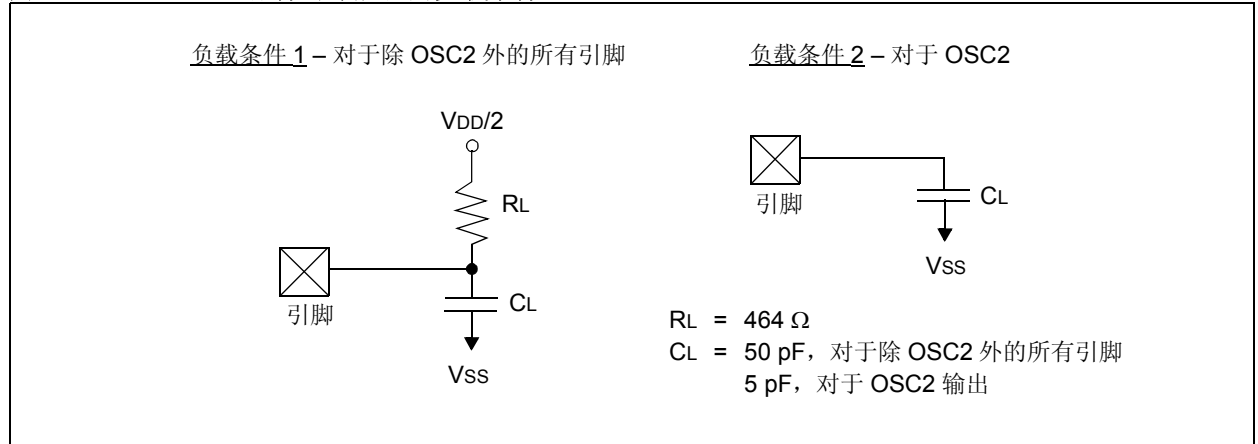 负载条件 1 – 对于除 OSC2 外的所有引脚
负载条件 2 – 对于 OSC2
VDD/2
RL
引脚
CL
VSS
引脚
CL
VSS
RL = 464 Ω
CL = 50 pF，对于除 OSC2 外的所有引脚
5 pF，对于 OSC2 输出